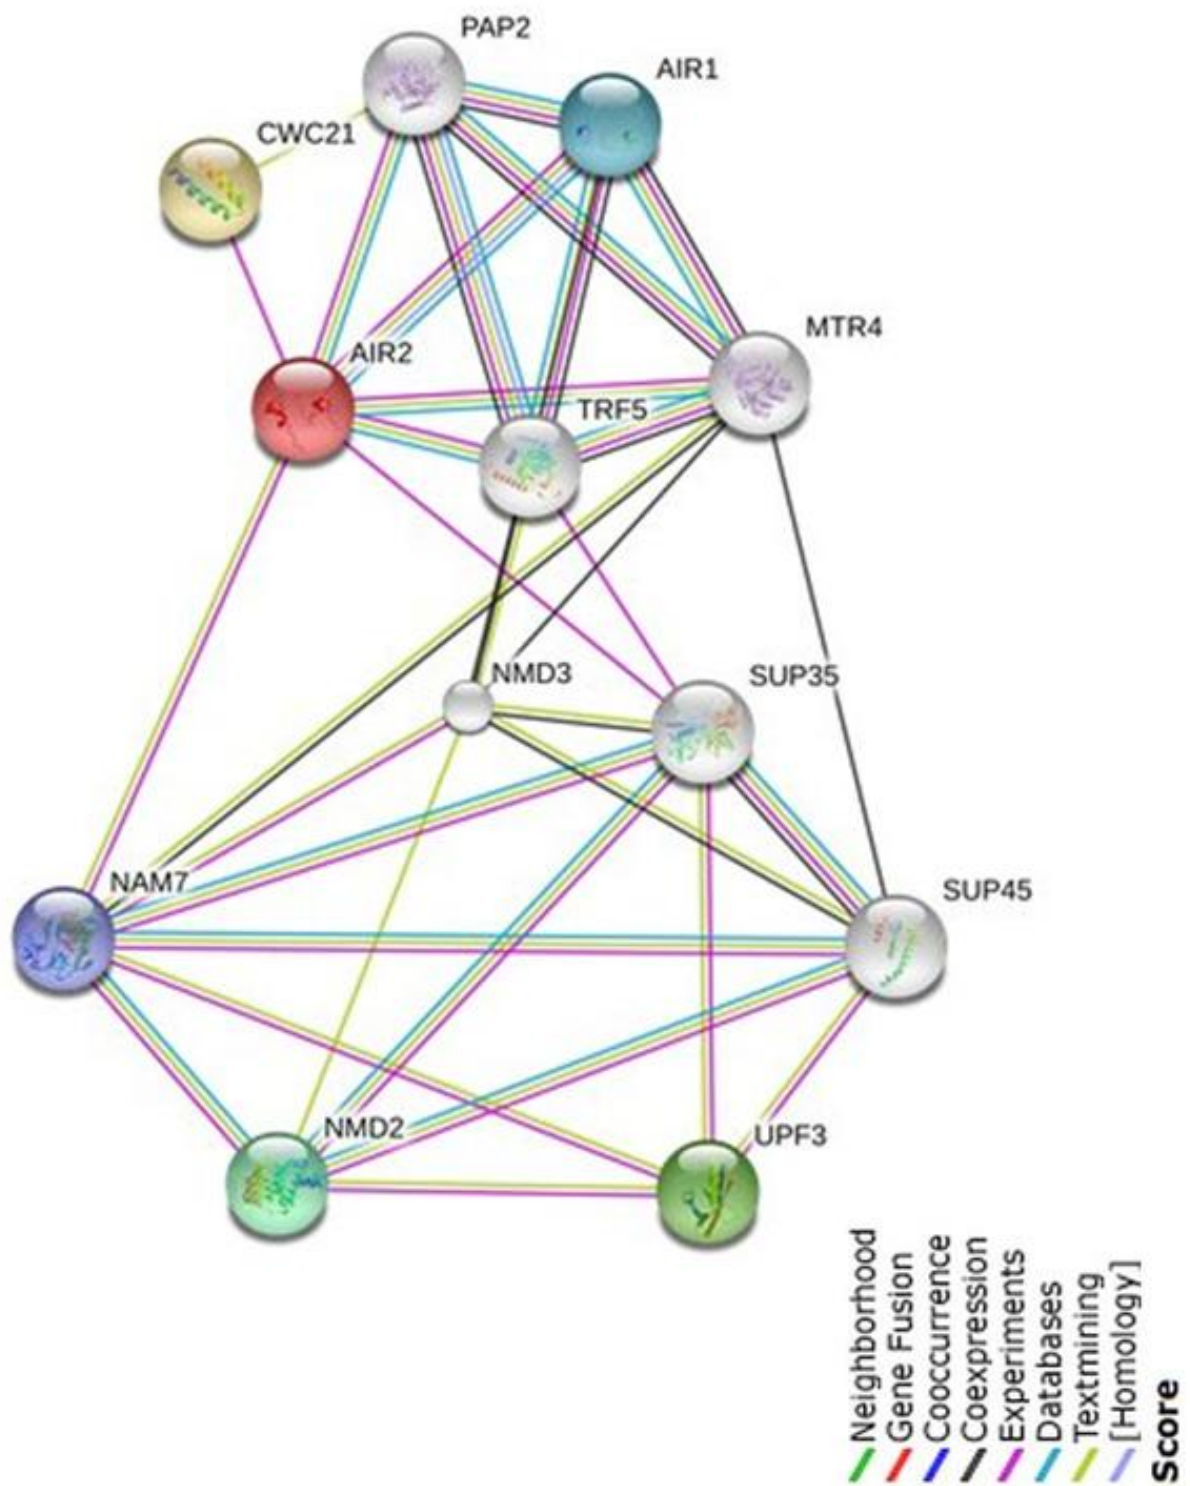 PAP2
AIR1
CWC21
MTR4
AIR2
TRF5
NMD3
SUP35
NAM7
SUP45
NMD2
UPF3
Neighborhood
Gene Fusion
Cooccurrence
Coexpression
Experiments
Databases
Textmining
[Homology]
Score